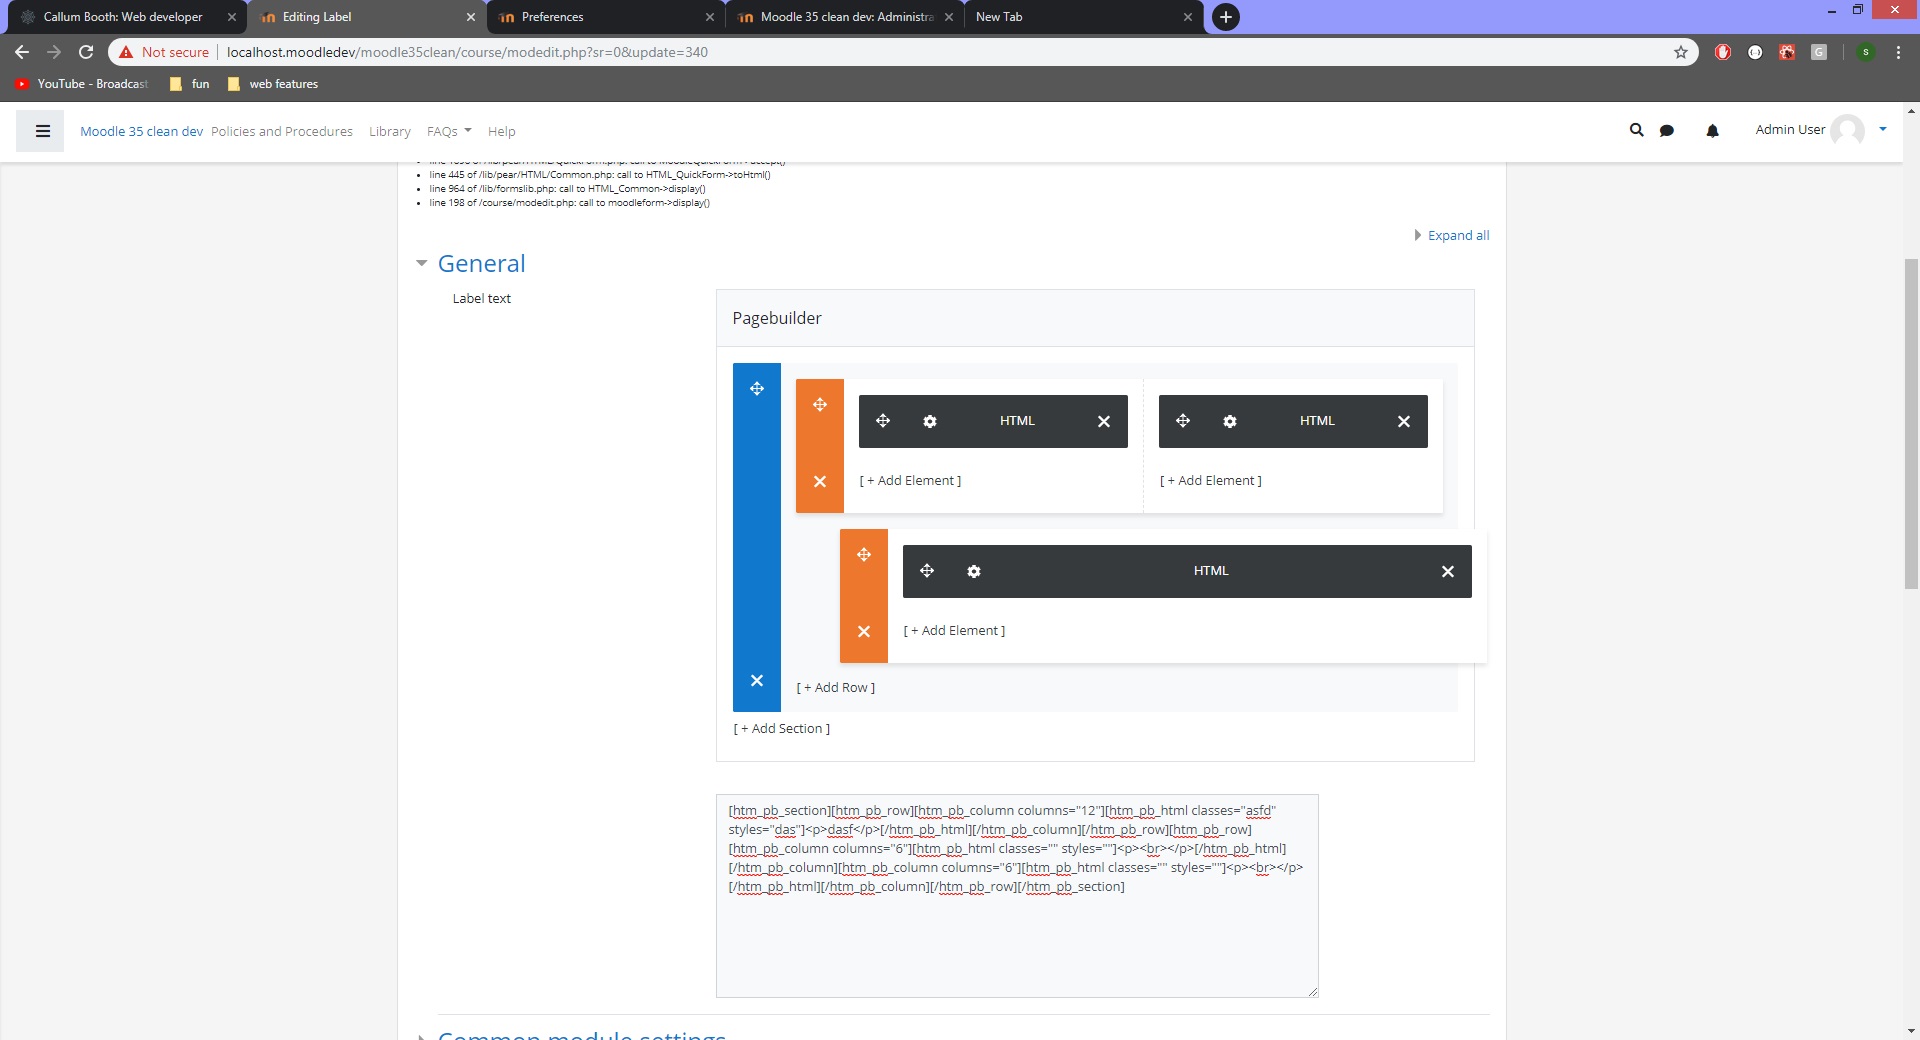 Callum Booth: Web developer
Editing Label
Preferences
Moodle 35 clean dev: Administra
New Tab
Not secure
localhost.moodledev/moodle35clean/course/modedit.php?sr=0&update=340
G
s
YouTube - Broadcast
fun
web features
Moodle 35 clean dev
Policies and Procedures
Library
FAQs
Help
Admin User
line 445 of /lib/pear/HTML/Common.php: call to HTML_QuickForm->toHtml()
line 964 of /lib/formslib.php: call to HTML_Common->display()
line 198 of /course/modedit.php: call to moodleform->display()
Expand all
General
Label text
Pagebuilder
HTML
HTML
[ + Add Element ]
[ + Add Element ]
HTML
[ + Add Element ]
[ + Add Row ]
[ + Add Section ]
[htm_pb_section][htm_pb_row][htm_pb_column columns="12"][htm_pb_html classes="asfd"
styles="das"]<p>dasf</p>[/htm_pb_html][/htm_pb_column][/htm_pb_row][htm_pb_row]
[htm_pb_column columns="6"][htm_pb_html classes="" styles=""]<p><br></p>[/htm_pb_html]
[/htm_pb_column][htm_pb_column columns="6"][htm_pb_html classes="" styles=""]<p><br></p>
[/htm_pb_html][/htm_pb_column][/htm_pb_row][/htm_pb_section]
Common module settings